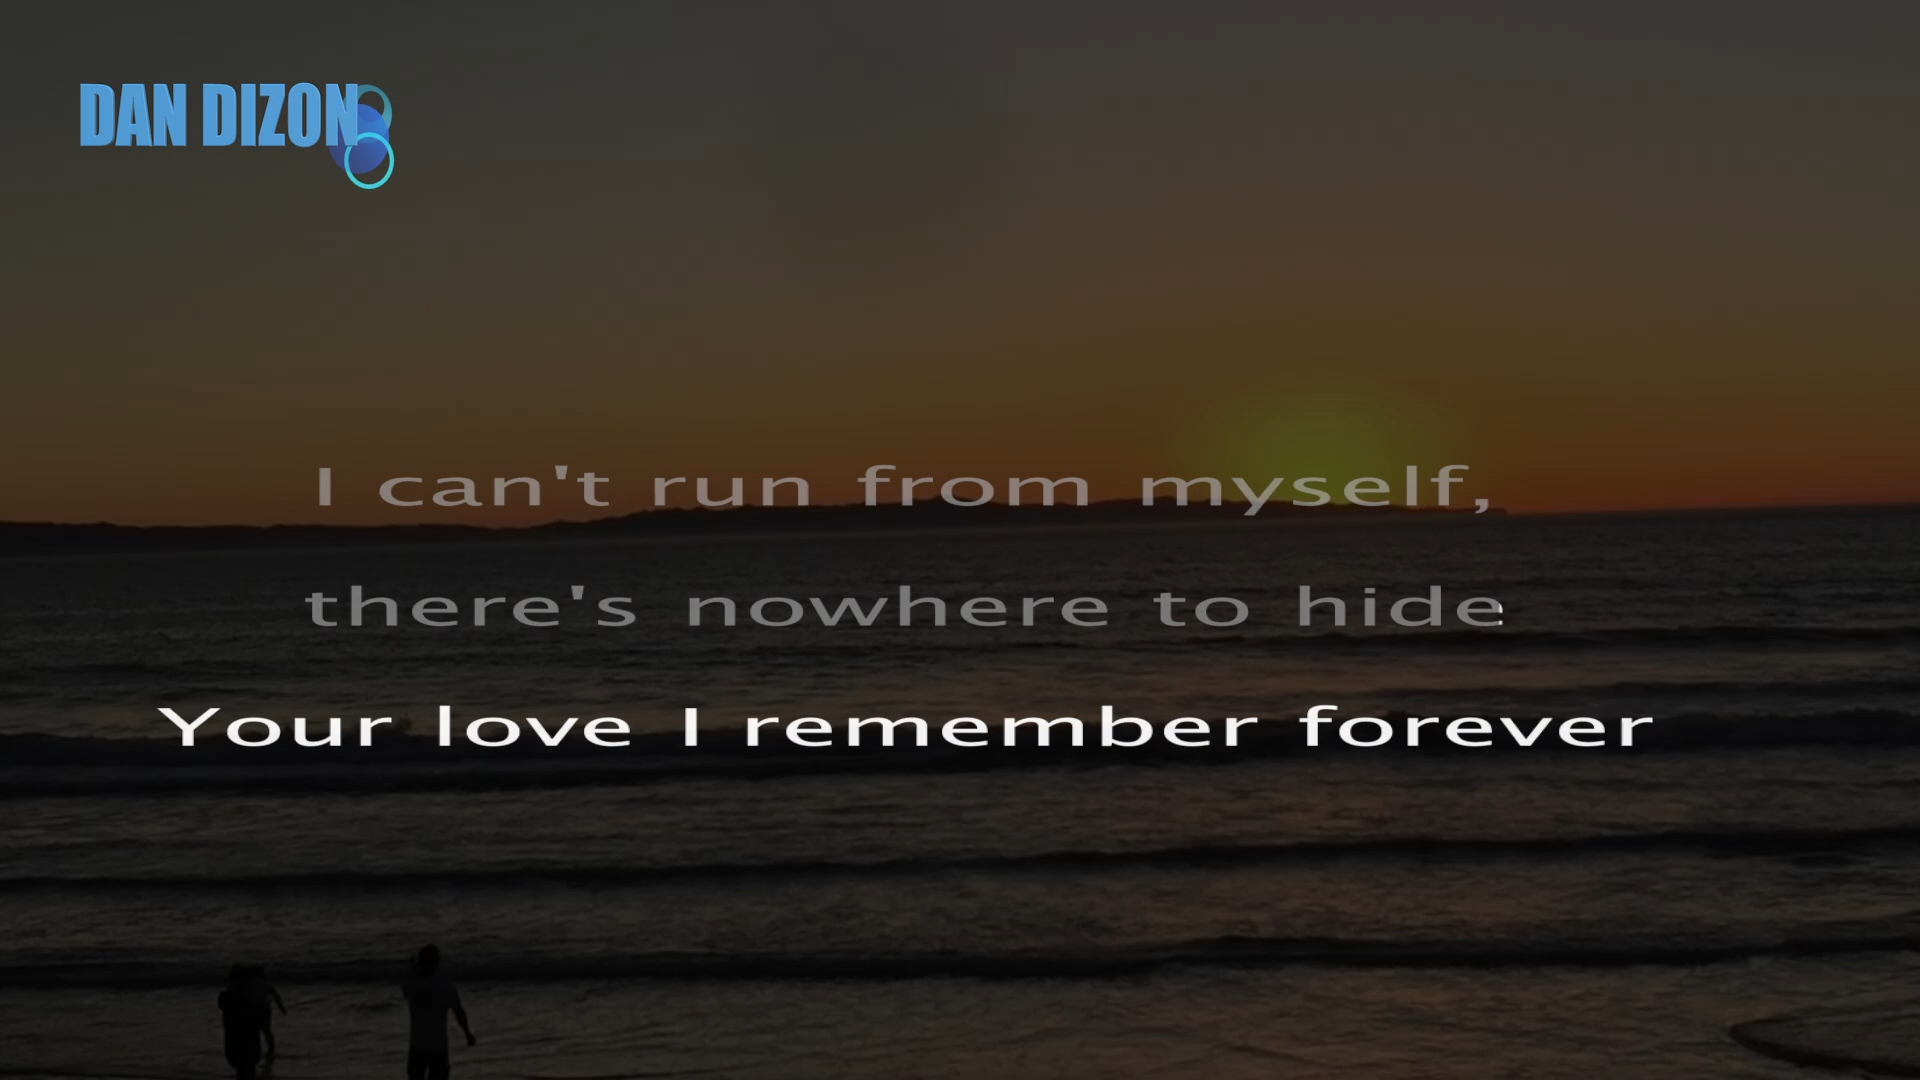 DAN DIZON
I can't run from myself,
there's nowhere to hide
Your love I remember forever